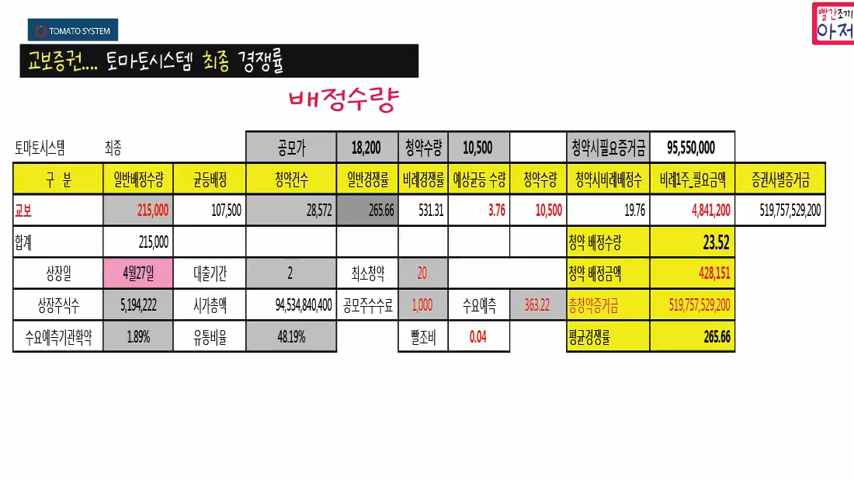 빨간조끼
아저
TOMATO SYSTEM
교보증권.... 토마토시스템 최종 경쟁률
배정수량
토마토시스템 최종 공모가 18,200 청약수량 10,500 청약시필요증거금 95,550,000
구 분 일반배정수량 균등배정 청약건수 일반경쟁률 비례경쟁률 예상균등 수량 청약수량 청약시비례배정수 비례1주_필요금액 증권사별증거금
교보 215,000 107,500 28,572 265.66 531.31 3.76 10,500 19.76 4,841,200 519,757,529,200
합계 215,000 청약 배정수량 23.52
상장일 4월27일 대출기간 2 최소청약 20 청약 배정금액 428,151
상장주식수 5,194,222 시가총액 94,534,840,400 공모주수수료 1,000 수요예측 363.22 총청약증거금 519,757,529,200
수요예측기관확약 1.89% 유통비율 48.19% 빨조비 0.04 평균경쟁률 265.66